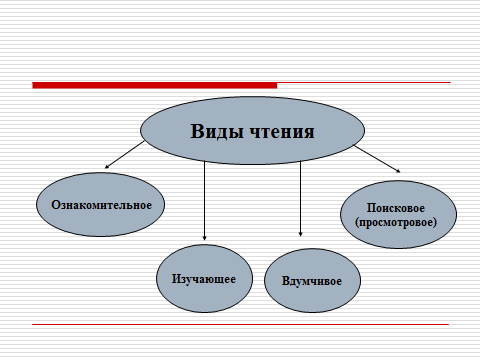 Виды чтения
Ознакомительное
Поисковое
(просмотровое)
Изучающее
Вдумчивое